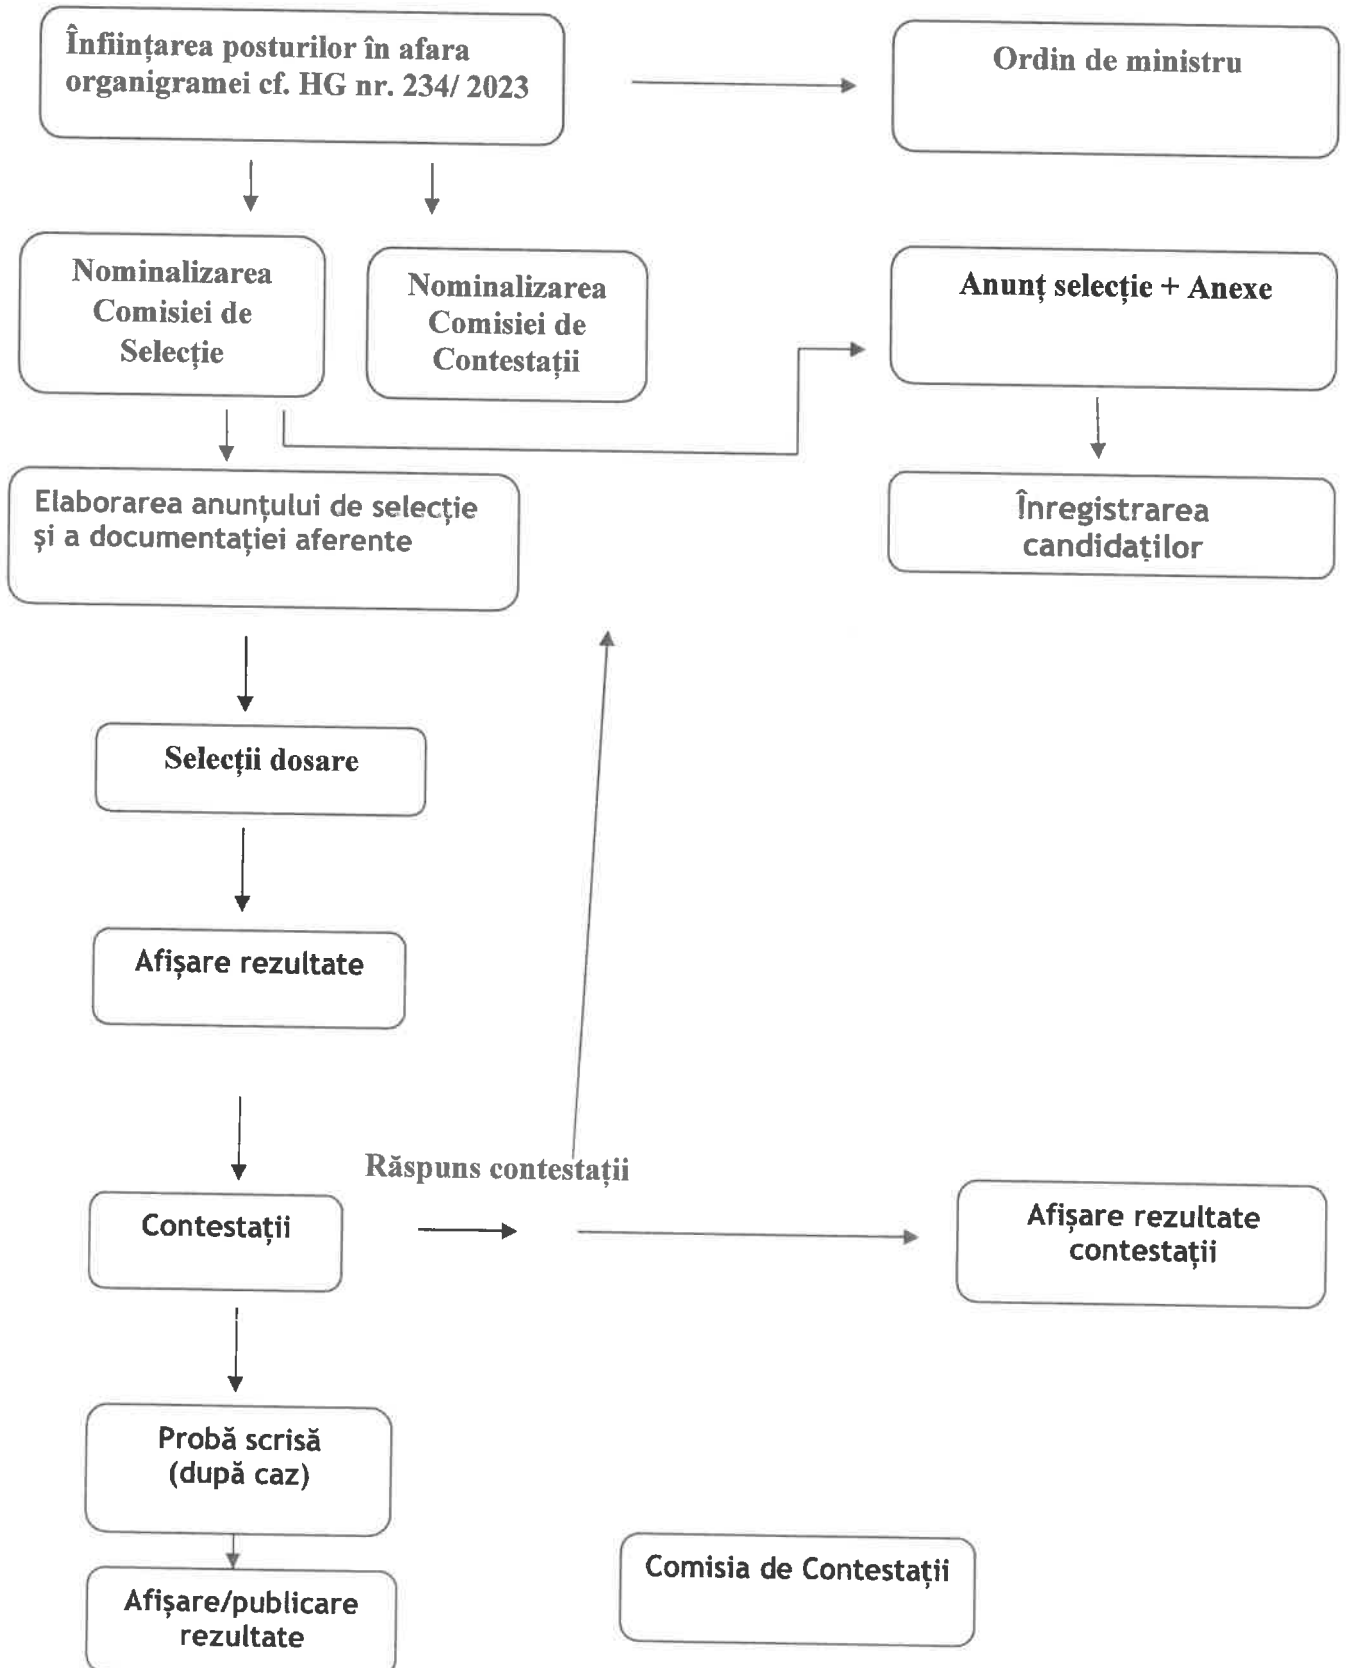 Înființarea posturilor în afara
organigramei cf. HG nr. 234/ 2023
Ordin de ministru
Nominalizarea
Comisiei de
Selecție
Nominalizarea
Comisiei de
Contestații
Anunț selecție + Anexe
Elaborarea anunțului de selecție
și a documentației aferente
Înregistrarea
candidaților
Selecții dosare
Afișare rezultate
Răspuns contestații
Contestații
Afișare rezultate
contestații
Probă scrisă
(după caz)
Comisia de Contestații
Afișare/publicare
rezultate